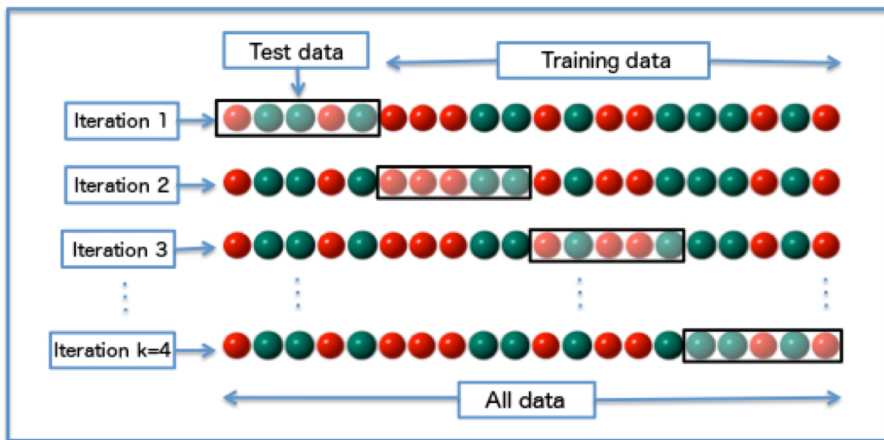 Test data
Training data
Iteration 1
Iteration 2
Iteration 3
Iteration k=4
All data